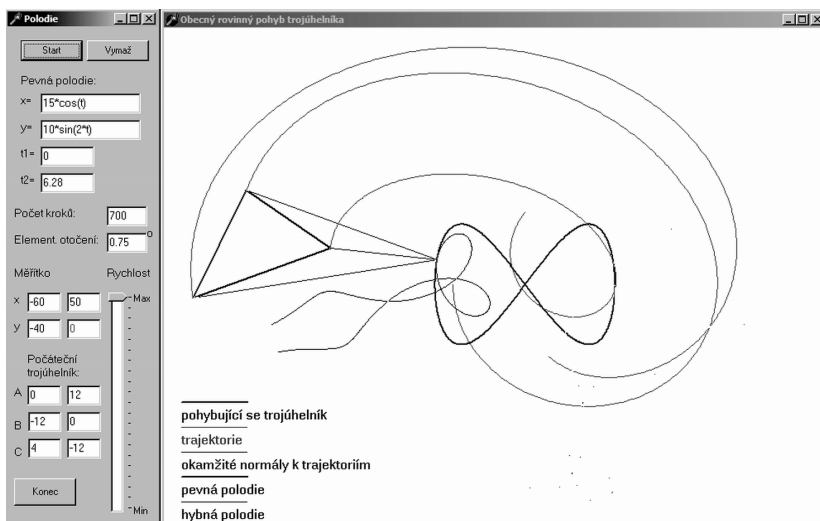 Polodie
Start Vymaž
Pevná polodie:
x= 15*cos(t)
y= 10*sin(2*t)
t1= 0
t2= 6.28
Počet kroků: 700
Element. otočení: 0.75 o
Měřítko Rychlost
x -60 50 Max
y -40 0
Počáteční
trojúhelník:
A 0 12
B -12 0
C 4 -12
Konec
Min
Obecný rovinný pohyb trojúhelníka
pohybující se trojúhelník
trajektorie
okamžité normály k trajektoriím
pevná polodie
hybná polodie